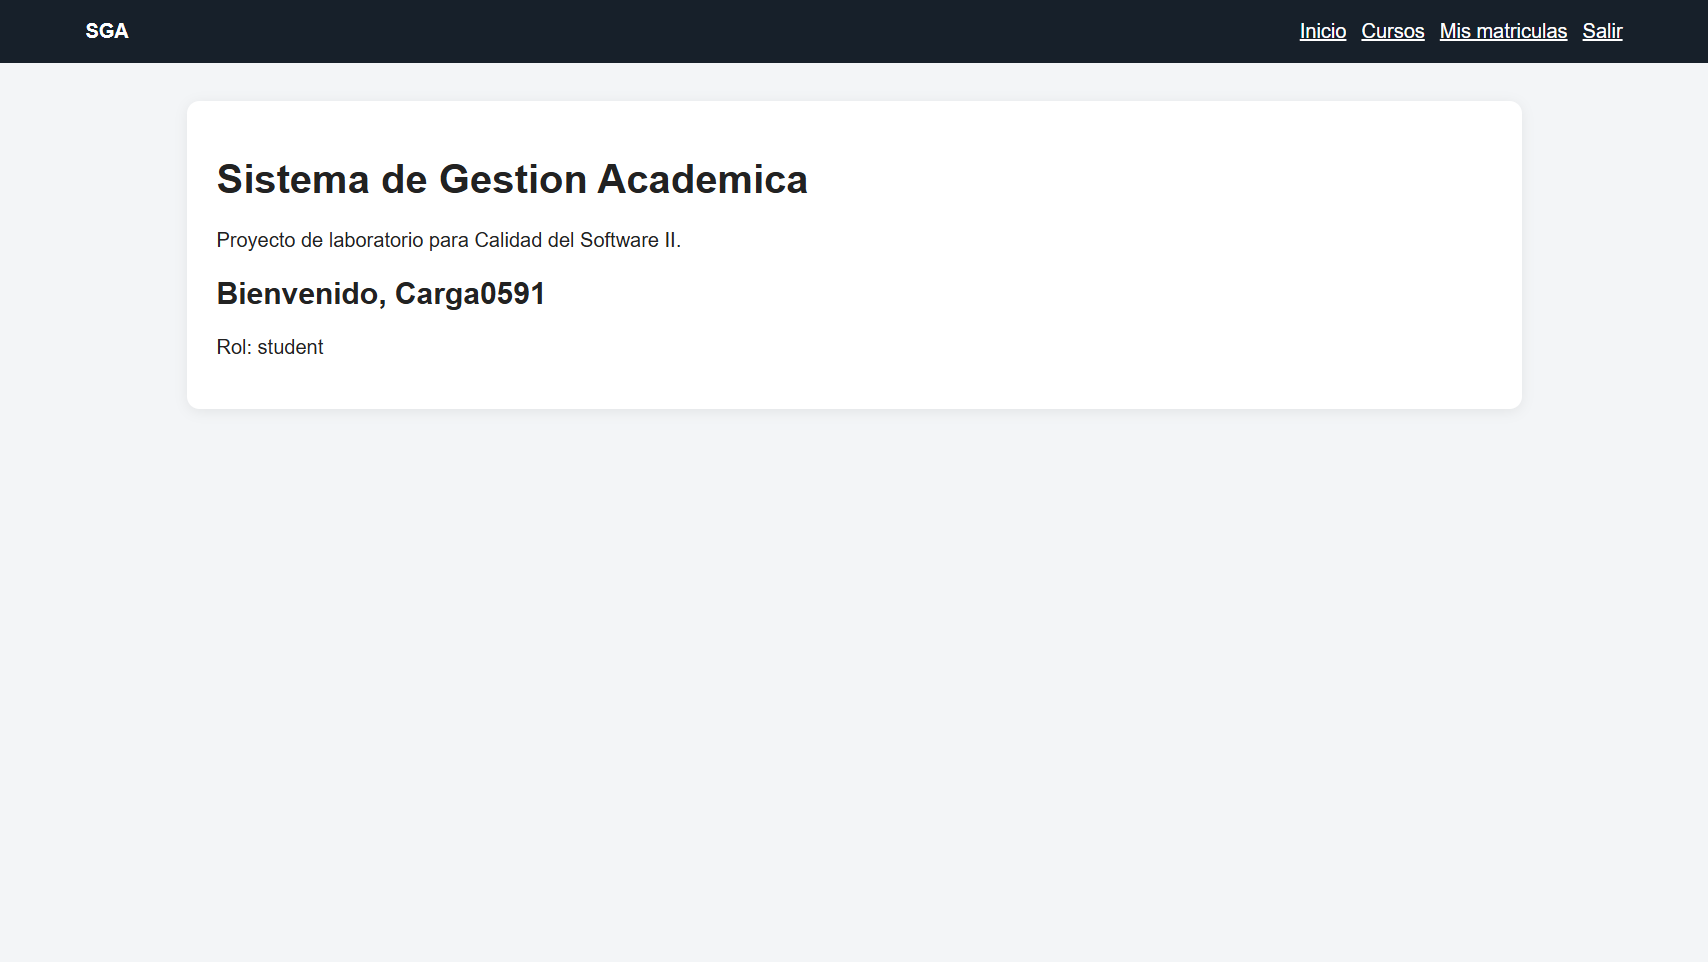 SGA
Inicio Cursos Mis matriculas Salir
Sistema de Gestion Academica
Proyecto de laboratorio para Calidad del Software II.
Bienvenido, Carga0591
Rol: student